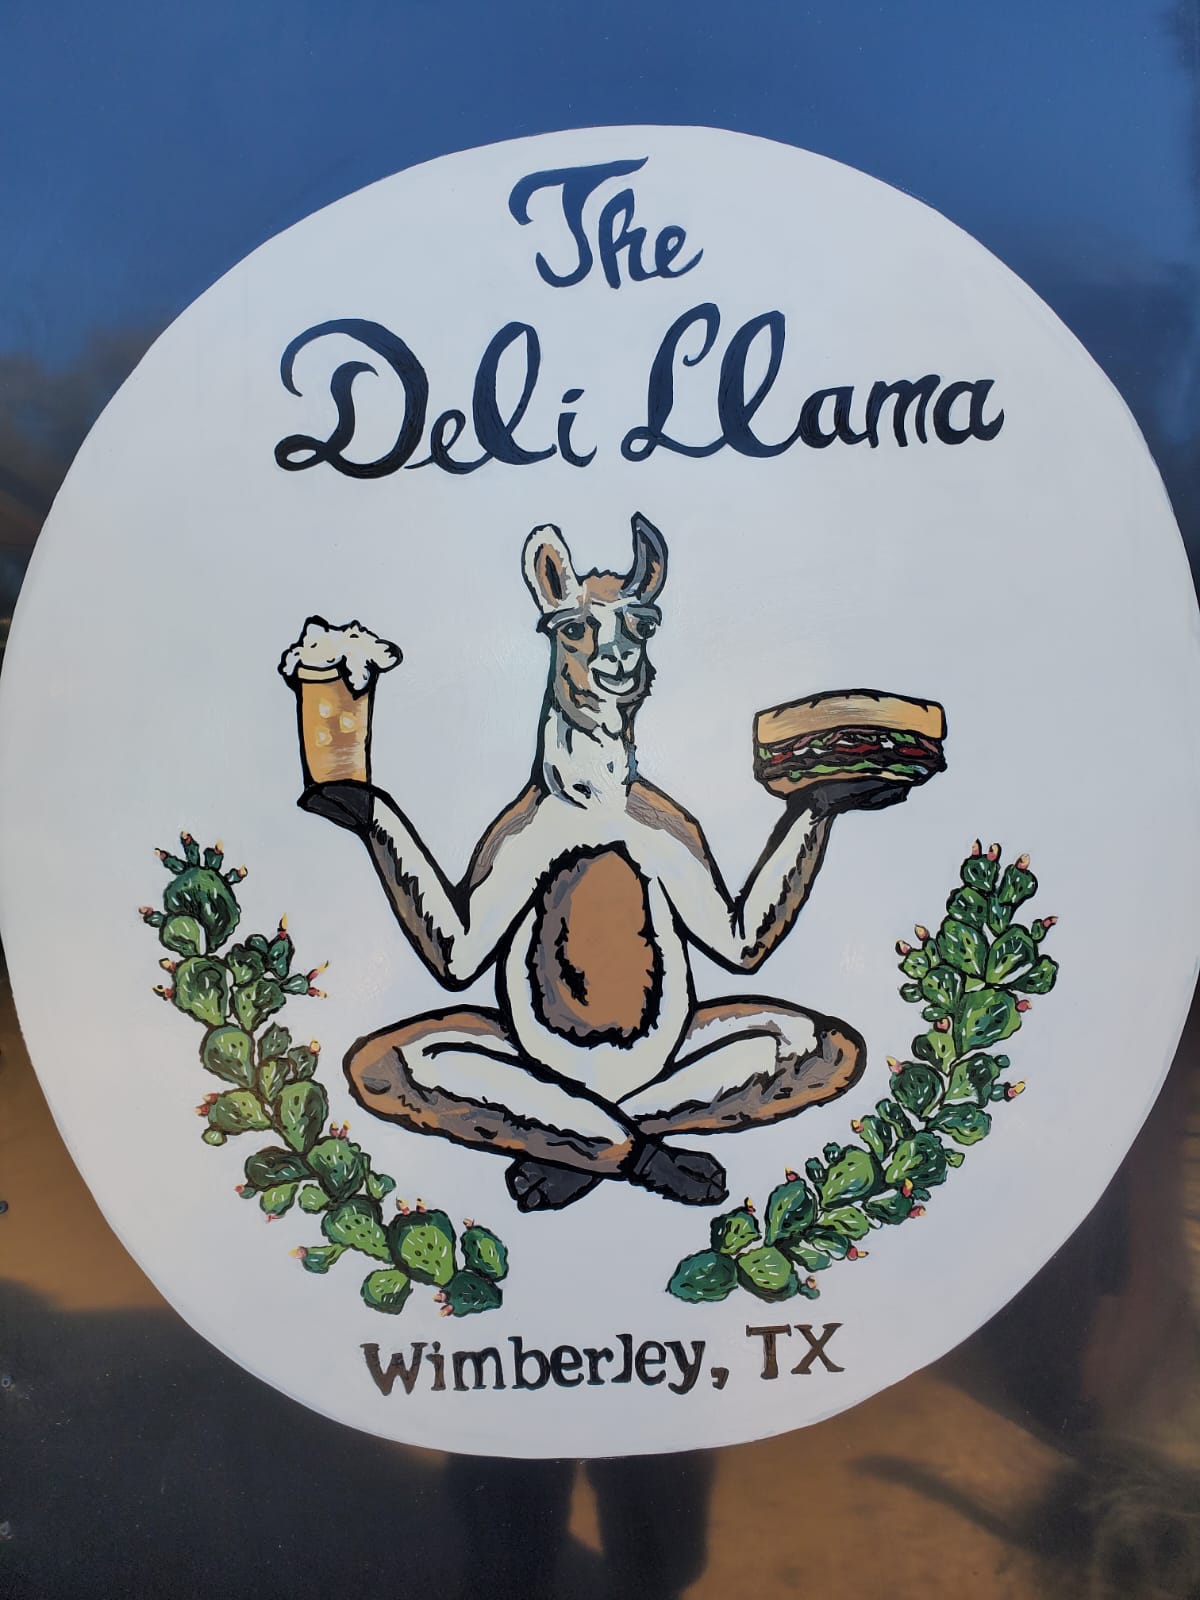 The
Deli Llama
Wimberley, TX